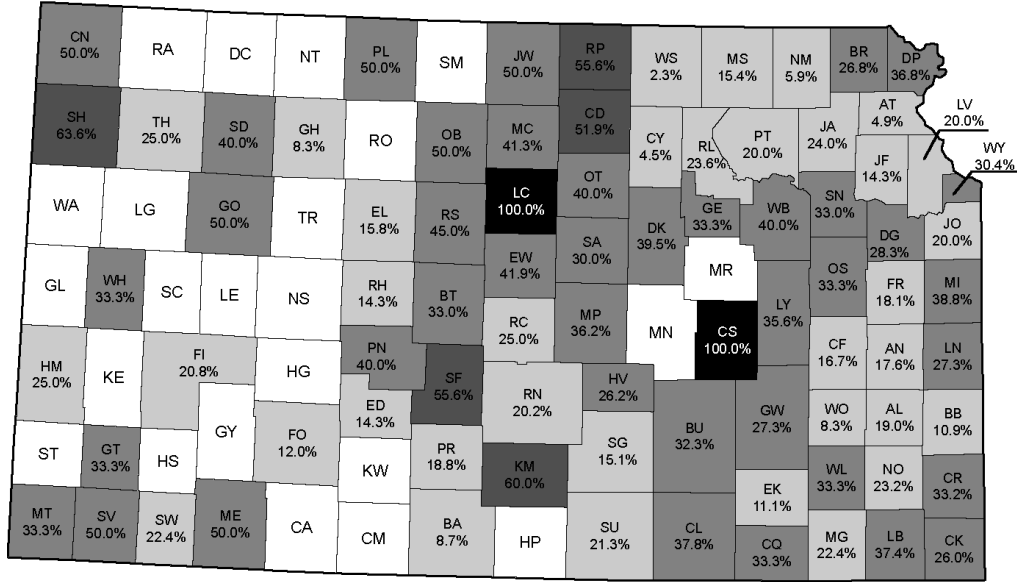 CN
50.0%
RA
DC
NT
PL
50.0%
SM
JW
50.0%
RP
55.6%
WS
2.3%
MS
15.4%
NM
5.9%
BR
26.8%
DP
36.8%
SH
63.6%
TH
25.0%
SD
40.0%
GH
8.3%
RO
OB
50.0%
MC
41.3%
CD
51.9%
CY
4.5%
RL
23.6%
PT
20.0%
JA
24.0%
AT
4.9%
LV
20.0%
JF
14.3%
WY
30.4%
WA
LG
GO
50.0%
TR
EL
15.8%
RS
45.0%
LC
100.0%
OT
40.0%
DK
39.5%
GE
33.3%
WB
40.0%
SN
33.0%
DG
28.3%
JO
20.0%
EW
41.9%
SA
30.0%
MR
GL
WH
33.3%
SC
LE
NS
RH
14.3%
BT
33.0%
RC
25.0%
MP
36.2%
MN
CS
100.0%
LY
35.6%
OS
33.3%
FR
18.1%
MI
38.8%
HM
25.0%
KE
FI
20.8%
HG
PN
40.0%
SF
55.6%
RN
20.2%
HV
26.2%
CF
16.7%
AN
17.6%
LN
27.3%
ED
14.3%
BU
32.3%
GW
27.3%
WO
8.3%
AL
19.0%
BB
10.9%
ST
GT
33.3%
HS
GY
FO
12.0%
KW
PR
18.8%
KM
60.0%
SG
15.1%
EK
11.1%
WL
33.3%
NO
23.2%
CR
33.2%
MT
33.3%
SV
50.0%
SW
22.4%
ME
50.0%
CA
CM
BA
8.7%
HP
SU
21.3%
CL
37.8%
CQ
33.3%
MG
22.4%
LB
37.4%
CK
26.0%